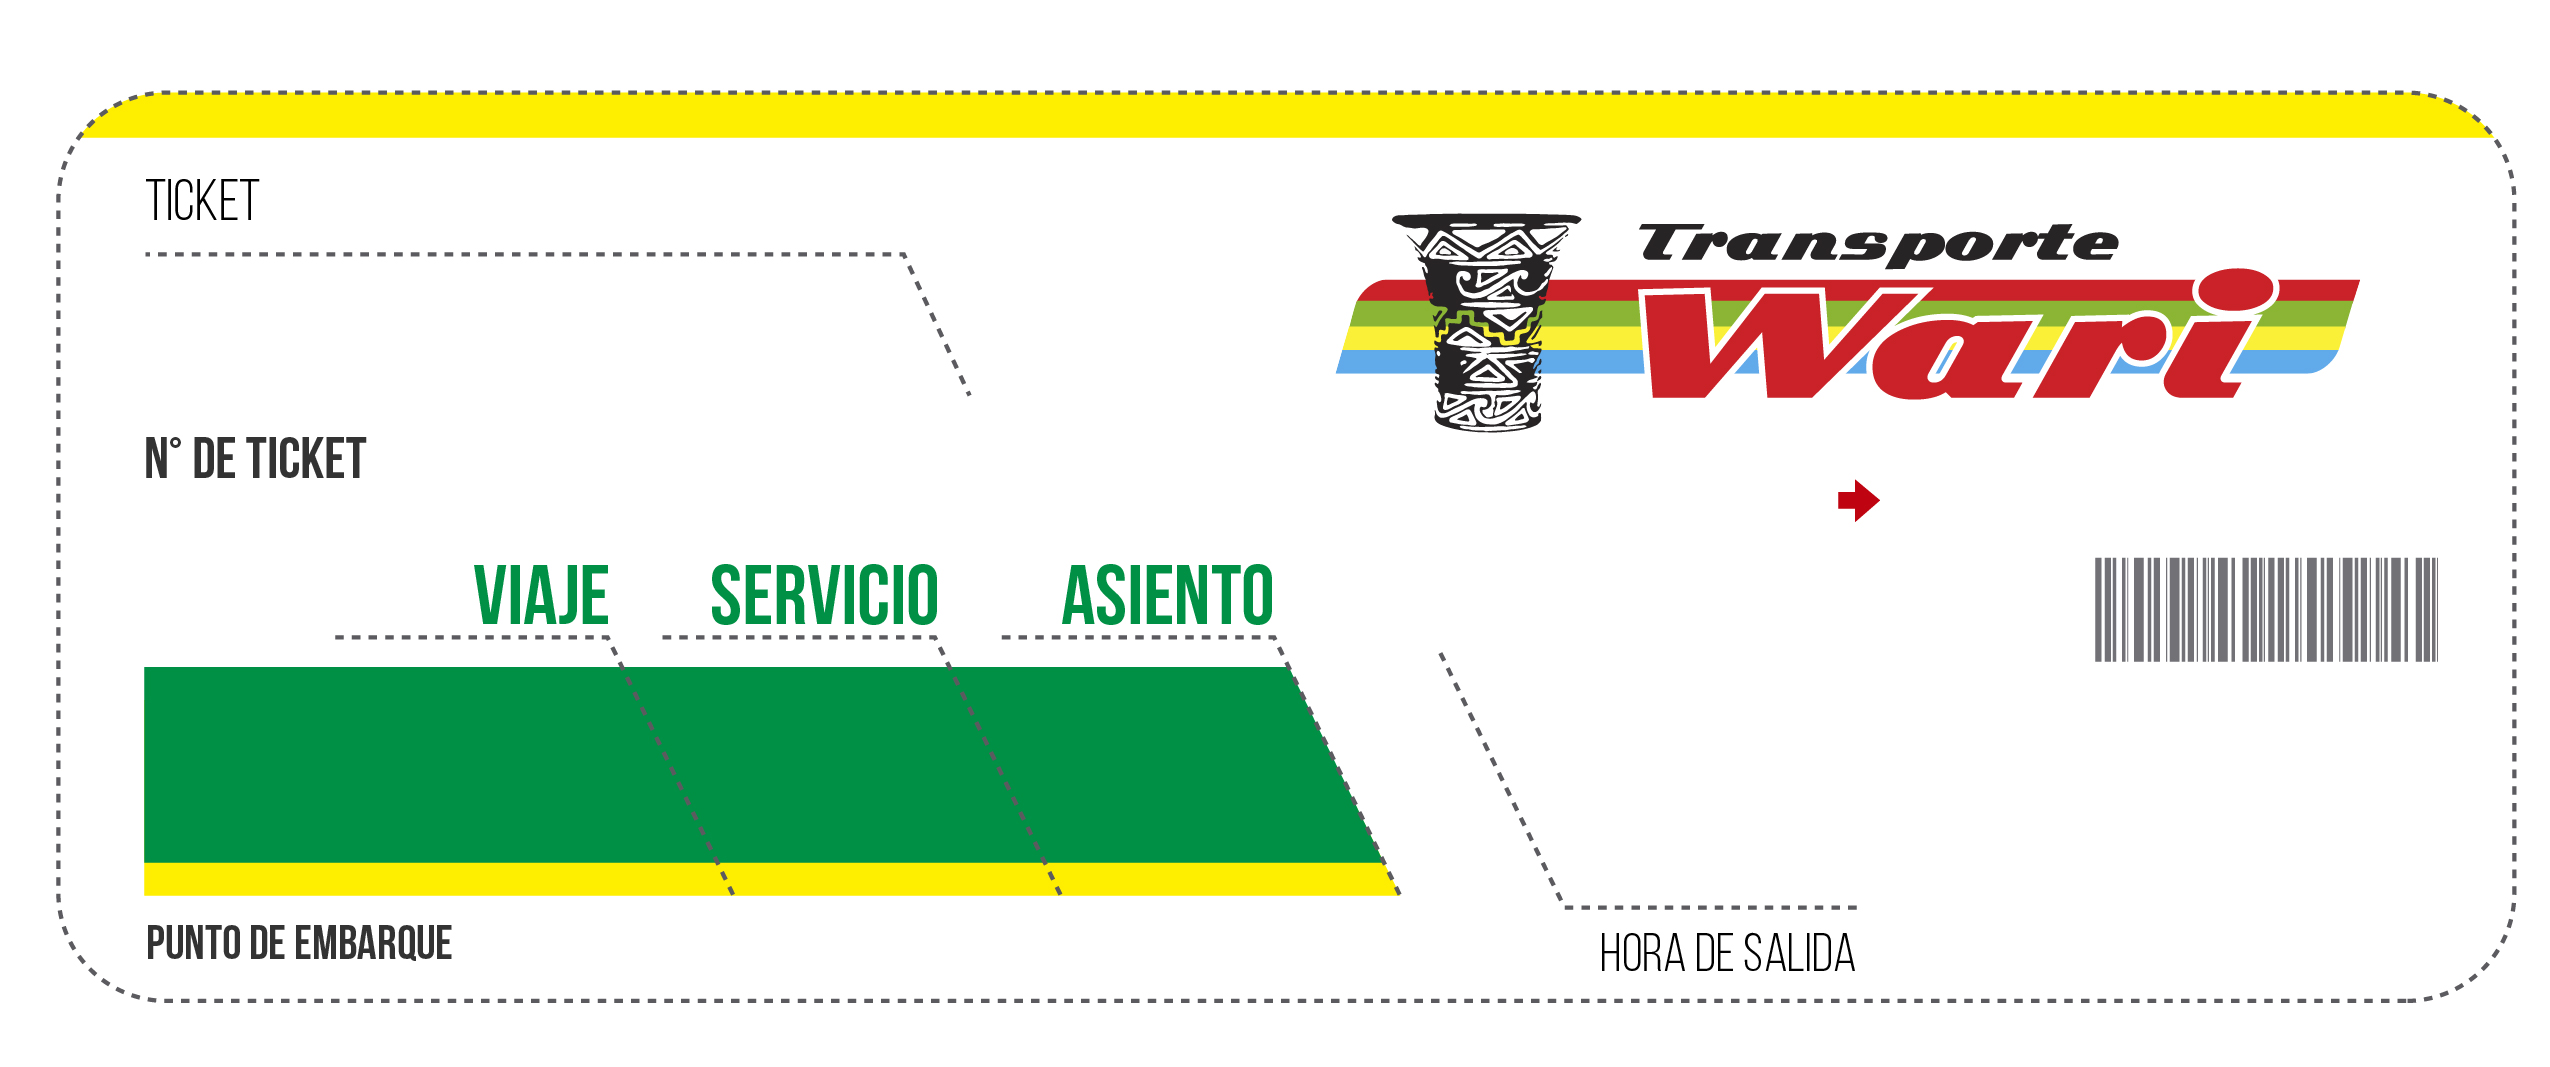 TICKET
Transporte
Wari
N° DE TICKET
VIAJE SERVICIO ASIENTO
PUNTO DE EMBARQUE
HORA DE SALIDA